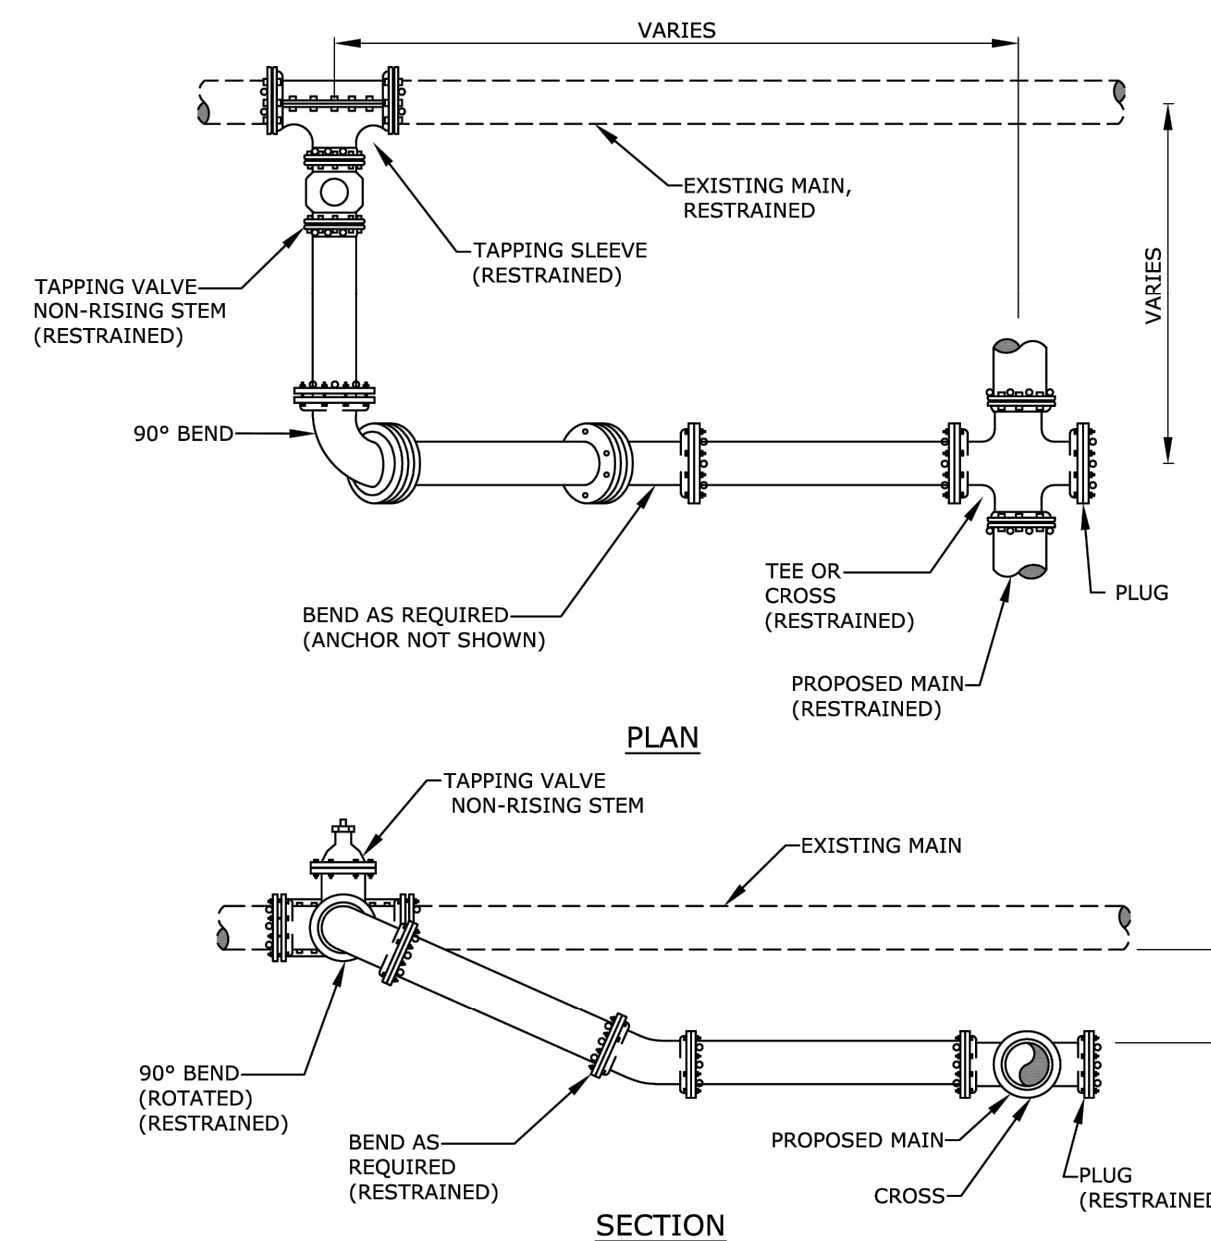 VARIES
EXISTING MAIN,
RESTRAINED
TAPPING SLEEVE
(RESTRAINED)
VARIES
TAPPING VALVE
NON-RISING STEM
(RESTRAINED)
90° BEND
TEE OR
CROSS
(RESTRAINED)
PLUG
BEND AS REQUIRED
(ANCHOR NOT SHOWN)
PROPOSED MAIN
(RESTRAINED)
PLAN
TAPPING VALVE
NON-RISING STEM
EXISTING MAIN
90° BEND
(ROTATED)
(RESTRAINED)
BEND AS
REQUIRED
(RESTRAINED)
PROPOSED MAIN
CROSS
PLUG
(RESTRAINED
SECTION